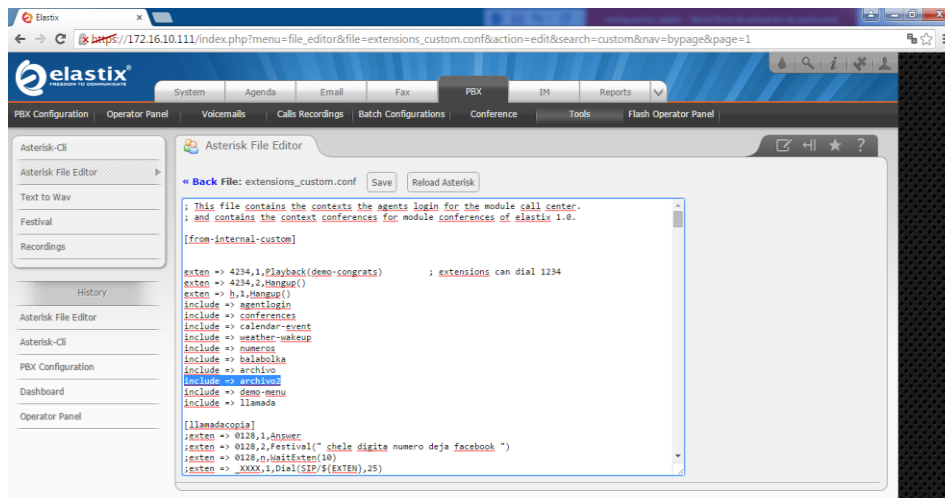 Elastix
https://172.16.10.111/index.php?menu=file_editor&file=extensions_custom.conf&action=edit&search=custom&nav=bypage&page=1
elastix®
FREEDOM TO COMMUNICATE
System Agenda Email Fax PBX IM Reports
PBX Configuration Operator Panel Voicemails Calls Recordings Batch Configurations Conference Tools Flash Operator Panel
Asterisk-Cli
Asterisk File Editor
Text to Wav
Festival
Recordings
History
Asterisk File Editor
Asterisk-Cli
PBX Configuration
Dashboard
Operator Panel
Asterisk File Editor
« Back File: extensions_custom.conf Save Reload Asterisk
; This file contains the contexts the agents login for the module call center.
; and contains the context conferences for module conferences of elastix 1.0.
[from-internal-custom]
exten => 4234,1,Playback(demo-congrats) ; extensions can dial 1234
exten => 4234,2,Hangup()
exten => h,1,Hangup()
include => agentlogin
include => conferences
include => calendar-event
include => weather-wakeup
include => numeros
include => balabolka
include => archivo
include => archivo2
include => demo-menu
include => llamada
[llamadacopia]
;exten => 0128,1,Answer
;exten => 0128,2,Festival(" chele digita numero deja facebook ")
;exten => 0128,n,WaitExten(10)
;exten => _XXXX,1,Dial(SIP/${EXTEN},25)